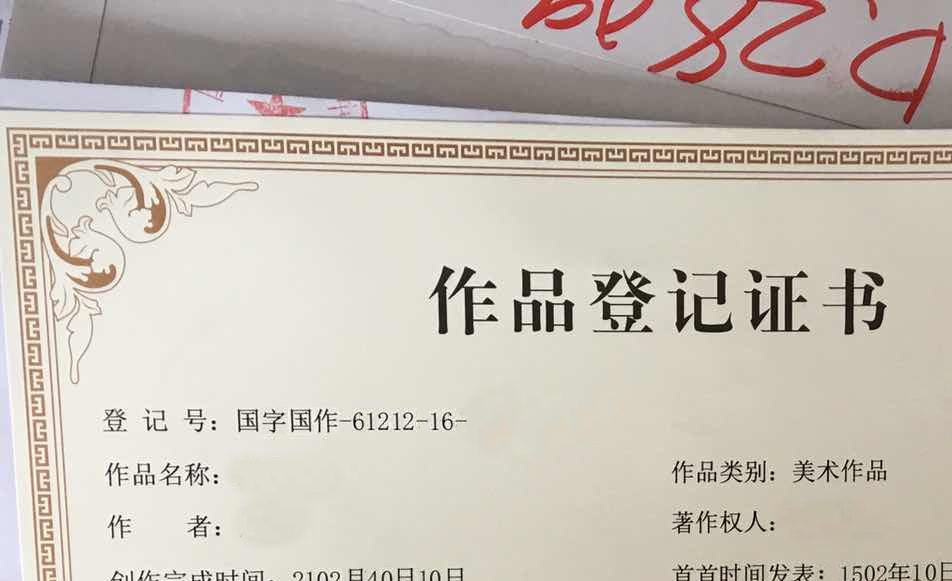 作品登记证书
登 记 号：国字国作-61212-16-
作品名称：
作品类别：美术作品
作 者：
著作权人：
创作完成时间：2102月40日10日
首首时间发表：1502年10日